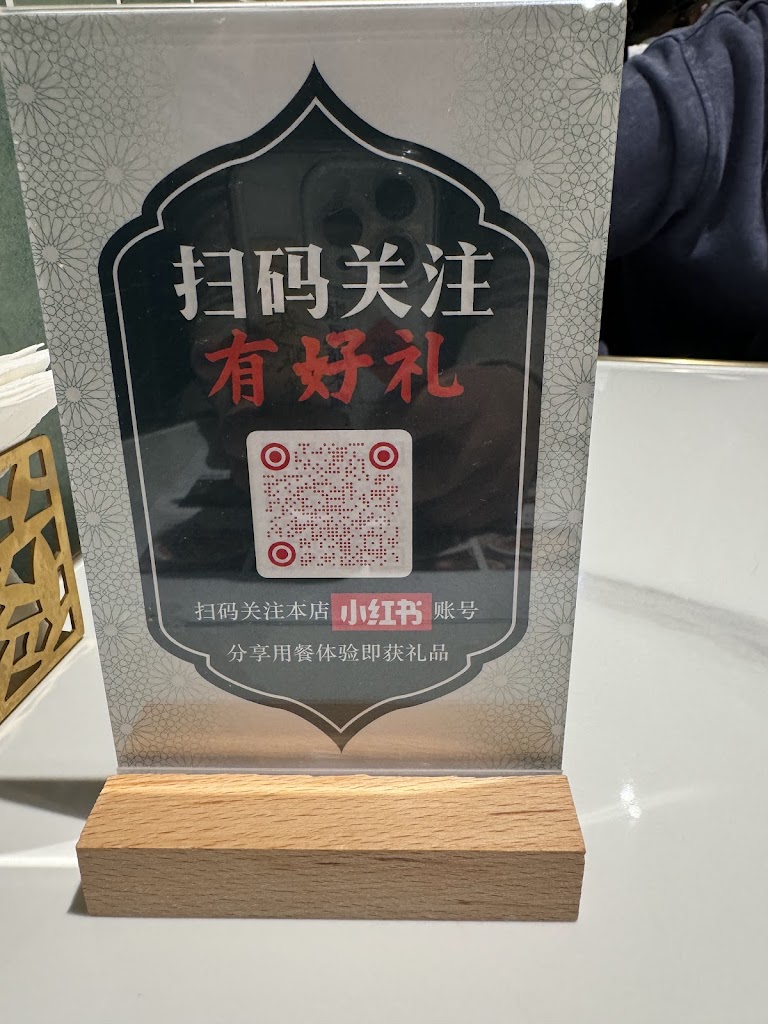 扫码关注
有好礼
扫码关注本店 小红书 账号
分享用餐体验即获礼品